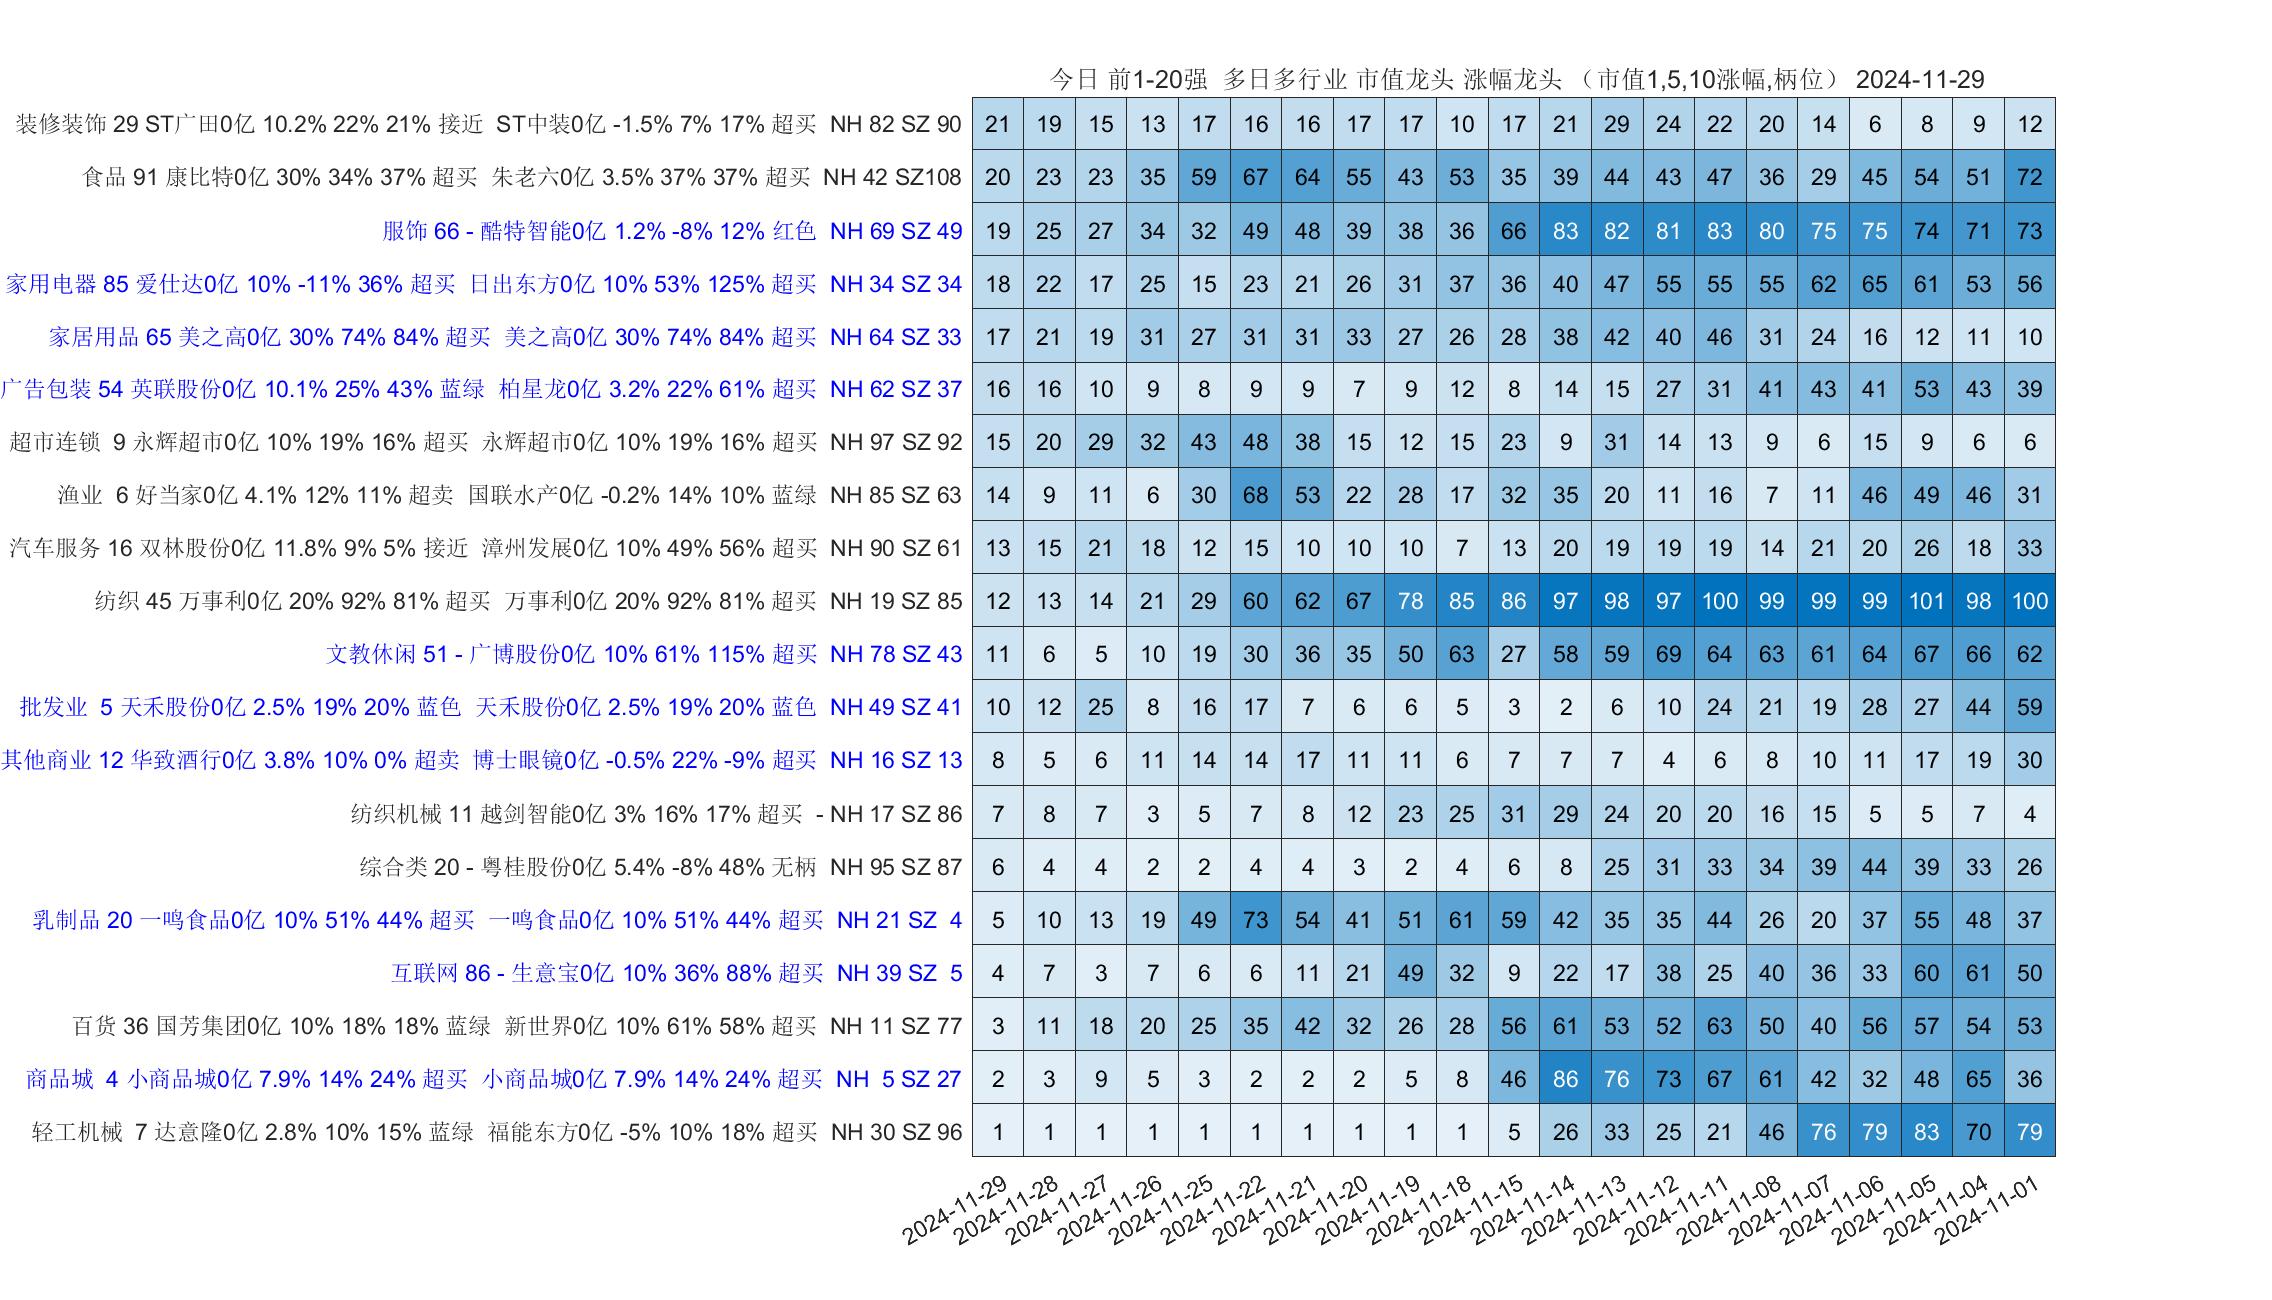 今日 前1-20强 多日多行业 市值龙头 涨幅龙头 （市值1,5,10涨幅,柄位） 2024-11-29
装修装饰 29 ST广田0亿 10.2% 22% 21% 接近 ST中装0亿 -1.5% 7% 17% 超买 NH 82 SZ 90 21 19 15 13 17 16 16 17 17 10 17 21 29 24 22 20 14 6 8 9 12
食品 91 康比特0亿 30% 34% 37% 超买 朱老六0亿 3.5% 37% 37% 超买 NH 42 SZ108 20 23 23 35 59 67 64 55 43 53 35 39 44 43 47 36 29 45 54 51 72
服饰 66 - 酷特智能0亿 1.2% -8% 12% 红色 NH 69 SZ 49 19 25 27 34 32 49 48 39 38 36 66 83 82 81 83 80 75 75 74 71 73
家用电器 85 爱仕达0亿 10% -11% 36% 超买 日出东方0亿 10% 53% 125% 超买 NH 34 SZ 34 18 22 17 25 15 23 21 26 31 37 36 40 47 55 55 55 62 65 61 53 56
家居用品 65 美之高0亿 30% 74% 84% 超买 美之高0亿 30% 74% 84% 超买 NH 64 SZ 33 17 21 19 31 27 31 31 33 27 26 28 38 42 40 46 31 24 16 12 11 10
广告包装 54 英联股份0亿 10.1% 25% 43% 蓝绿 柏星龙0亿 3.2% 22% 61% 超买 NH 62 SZ 37 16 16 10 9 8 9 9 7 9 12 8 14 15 27 31 41 43 41 53 43 39
超市连锁 9 永辉超市0亿 10% 19% 16% 超买 永辉超市0亿 10% 19% 16% 超买 NH 97 SZ 92 15 20 29 32 43 48 38 15 12 15 23 9 31 14 13 9 6 15 9 6 6
渔业 6 好当家0亿 4.1% 12% 11% 超卖 国联水产0亿 -0.2% 14% 10% 蓝绿 NH 85 SZ 63 14 9 11 6 30 68 53 22 28 17 32 35 20 11 16 7 11 46 49 46 31
汽车服务 16 双林股份0亿 11.8% 9% 5% 接近 漳州发展0亿 10% 49% 56% 超买 NH 90 SZ 61 13 15 21 18 12 15 10 10 10 7 13 20 19 19 19 14 21 20 26 18 33
纺织 45 万事利0亿 20% 92% 81% 超买 万事利0亿 20% 92% 81% 超买 NH 19 SZ 85 12 13 14 21 29 60 62 67 78 85 86 97 98 97 100 99 99 99 101 98 100
文教休闲 51 - 广博股份0亿 10% 61% 115% 超买 NH 78 SZ 43 11 6 5 10 19 30 36 35 50 63 27 58 59 69 64 63 61 64 67 66 62
批发业 5 天禾股份0亿 2.5% 19% 20% 蓝色 天禾股份0亿 2.5% 19% 20% 蓝色 NH 49 SZ 41 10 12 25 8 16 17 7 6 6 5 3 2 6 10 24 21 19 28 27 44 59
其他商业 12 华致酒行0亿 3.8% 10% 0% 超卖 博士眼镜0亿 -0.5% 22% -9% 超买 NH 16 SZ 13 8 5 6 11 14 14 17 11 11 6 7 7 7 4 6 8 10 11 17 19 30
纺织机械 11 越剑智能0亿 3% 16% 17% 超买 - NH 17 SZ 86 7 8 7 3 5 7 8 12 23 25 31 29 24 20 20 16 15 5 5 7 4
综合类 20 - 粤桂股份0亿 5.4% -8% 48% 无柄 NH 95 SZ 87 6 4 4 2 2 4 4 3 2 4 6 8 25 31 33 34 39 44 39 33 26
乳制品 20 一鸣食品0亿 10% 51% 44% 超买 一鸣食品0亿 10% 51% 44% 超买 NH 21 SZ 4 5 10 13 19 49 73 54 41 51 61 59 42 35 35 44 26 20 37 55 48 37
互联网 86 - 生意宝0亿 10% 36% 88% 超买 NH 39 SZ 5 4 7 3 7 6 6 11 21 49 32 9 22 17 38 25 40 36 33 60 61 50
百货 36 国芳集团0亿 10% 18% 18% 蓝绿 新世界0亿 10% 61% 58% 超买 NH 11 SZ 77 3 11 18 20 25 35 42 32 26 28 56 61 53 52 63 50 40 56 57 54 53
商品城 4 小商品城0亿 7.9% 14% 24% 超买 小商品城0亿 7.9% 14% 24% 超买 NH 5 SZ 27 2 3 9 5 3 2 2 2 5 8 46 86 76 73 67 61 42 32 48 65 36
轻工机械 7 达意隆0亿 2.8% 10% 15% 蓝绿 福能东方0亿 -5% 10% 18% 超买 NH 30 SZ 96 1 1 1 1 1 1 1 1 1 1 5 26 33 25 21 46 76 79 83 70 79
2024-11-29 2024-11-28 2024-11-27 2024-11-26 2024-11-25 2024-11-22 2024-11-21 2024-11-20 2024-11-19 2024-11-18 2024-11-15 2024-11-14 2024-11-13 2024-11-12 2024-11-11 2024-11-08 2024-11-07 2024-11-06 2024-11-05 2024-11-04 2024-11-01